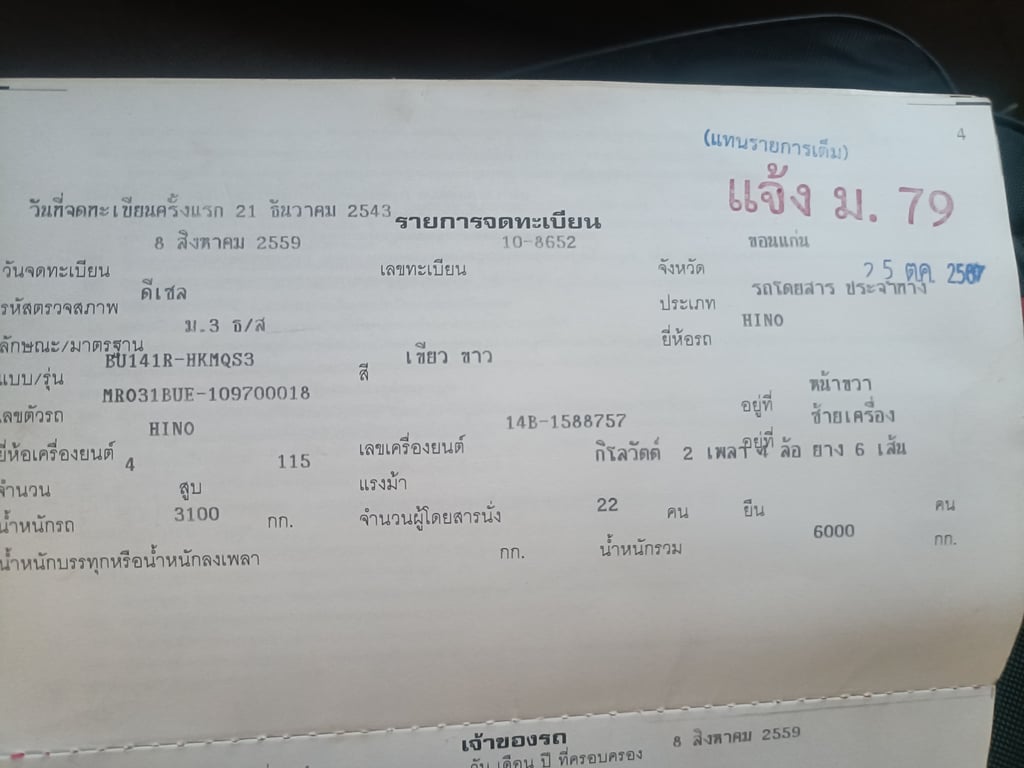 4
(แทนรายการเดิม)
แจ้ง ม. 79
วันที่จดทะเบียนครั้งแรก 21 ธันวาคม 2543
รายการจดทะเบียน
8 สิงหาคม 2559 10-8652 ขอนแก่น
วันจดทะเบียน เลขทะเบียน จังหวัด 25 ตค 2567
ดีเซล รถโดยสาร ประจำทาง
รหัสตรวจสภาพ ประเภท
ม.3 ธ/ส HINO
ลักษณะ/มาตรฐาน ยี่ห้อรถ
BU141R-HKMQS3 เขียว ขาว
แบบ/รุ่น สี
MR031BUE-109700018 หน้าขวา
เลขตัวรถ อยู่ที่
HINO 14B-1588757 ซ้ายเครื่อง
ยี่ห้อเครื่องยนต์ เลขเครื่องยนต์ อยู่ที่
4 115 กิโลวัตต์ 2 เพลา 4 ล้อ ยาง 6 เส้น
จำนวน สูบ แรงม้า
น้ำหนักรถ 3100 กก. จำนวนผู้โดยสารนั่ง 22 คน ยืน คน
น้ำหนักบรรทุกหรือน้ำหนักลงเพลา กก. น้ำหนักรวม 6000 กก.
เจ้าของรถ
วัน เดือน ปี ที่ครอบครอง 8 สิงหาคม 2559